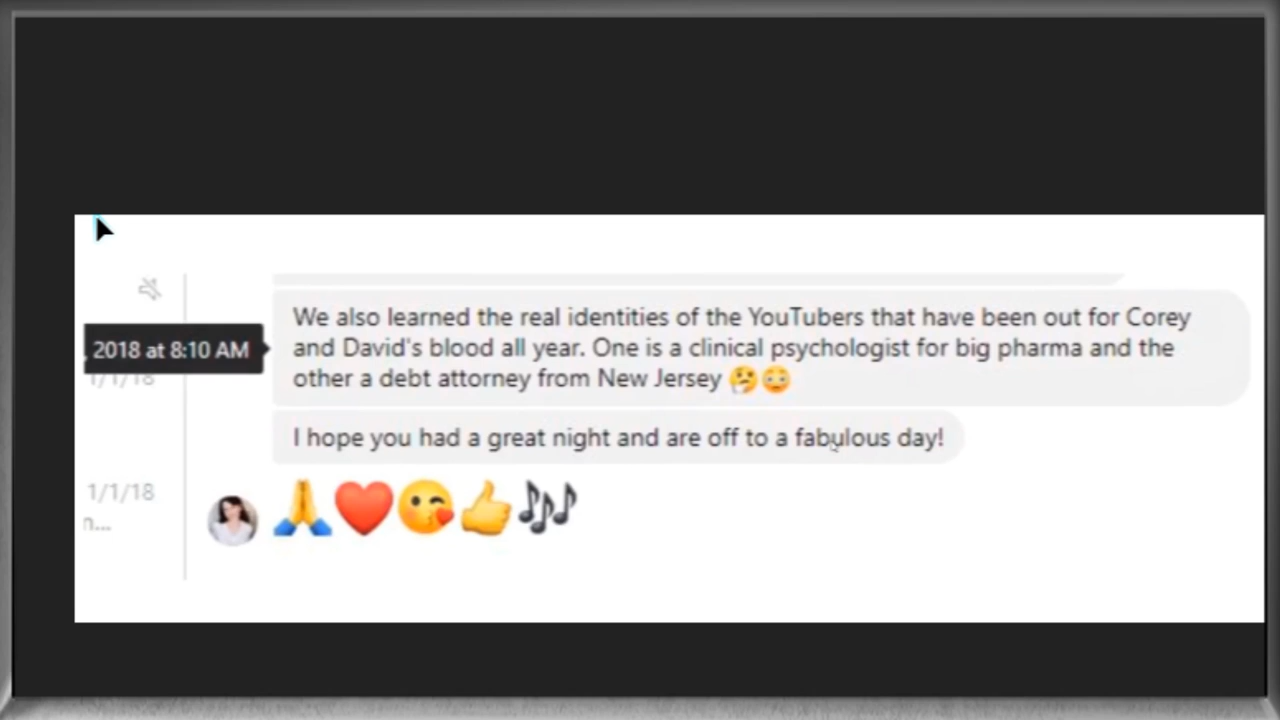 We also learned the real identities of the YouTubers that have been out for Corey
2018 at 8:10 AM
and David's blood all year. One is a clinical psychologist for big pharma and the
1/1/18
other a debt attorney from New Jersey 🤔😳
I hope you had a great night and are off to a fabulous day!
1/1/18
n...
🙏❤️😘👍🎶